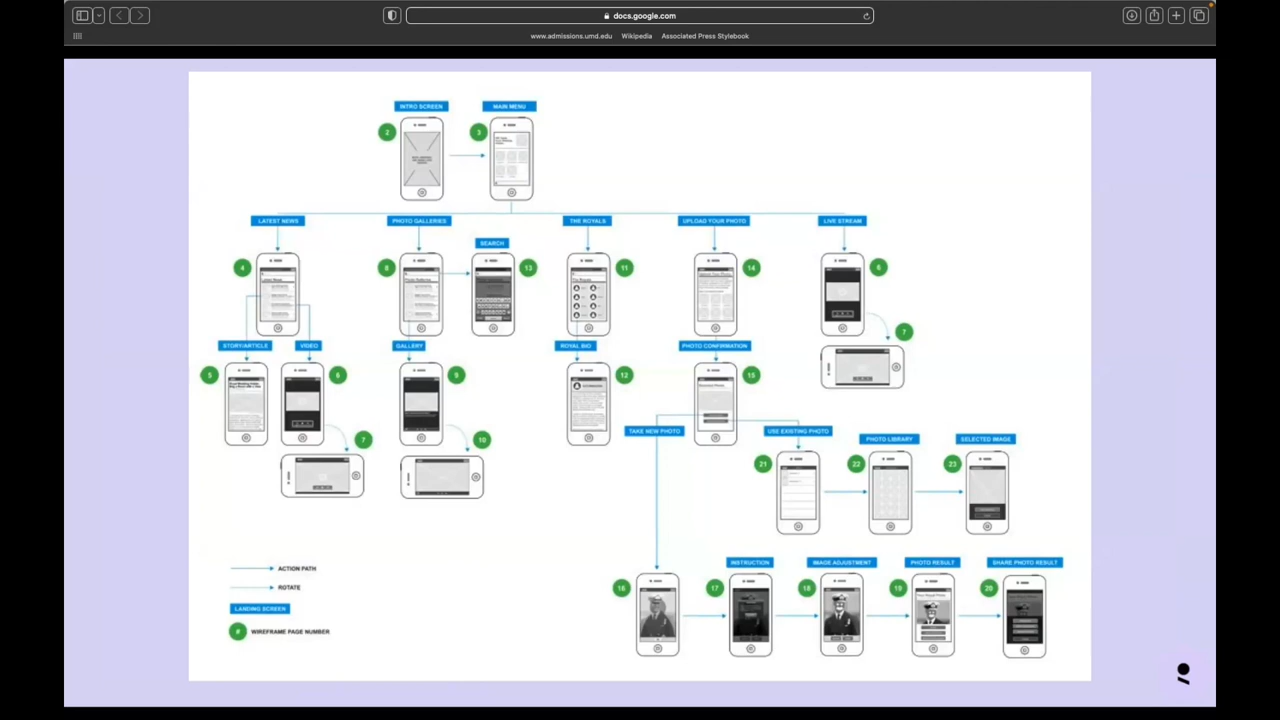 docs.google.com
www.admissions.umd.edu Wikipedia Associated Press Stylebook
INTRO SCREEN MAIN MENU
2 3
LATEST NEWS PHOTO GALLERIES THE ROYALS UPLOAD YOUR PHOTO LIVE STREAM
SEARCH
4 8 13 11 14 6
7
STORY/ARTICLE VIDEO GALLERY ROYAL BIO PHOTO CONFIRMATION
5 6 9 12 15
TAKE NEW PHOTO USE EXISTING PHOTO
7 10
PHOTO LIBRARY SELECTED IMAGE
21 22 23
INSTRUCTION IMAGE ADJUSTMENT PHOTO RESULT SHARE PHOTO RESULT
16 17 18 19 20
ACTION PATH
ROTATE
LANDING SCREEN
# WIREFRAME PAGE NUMBER